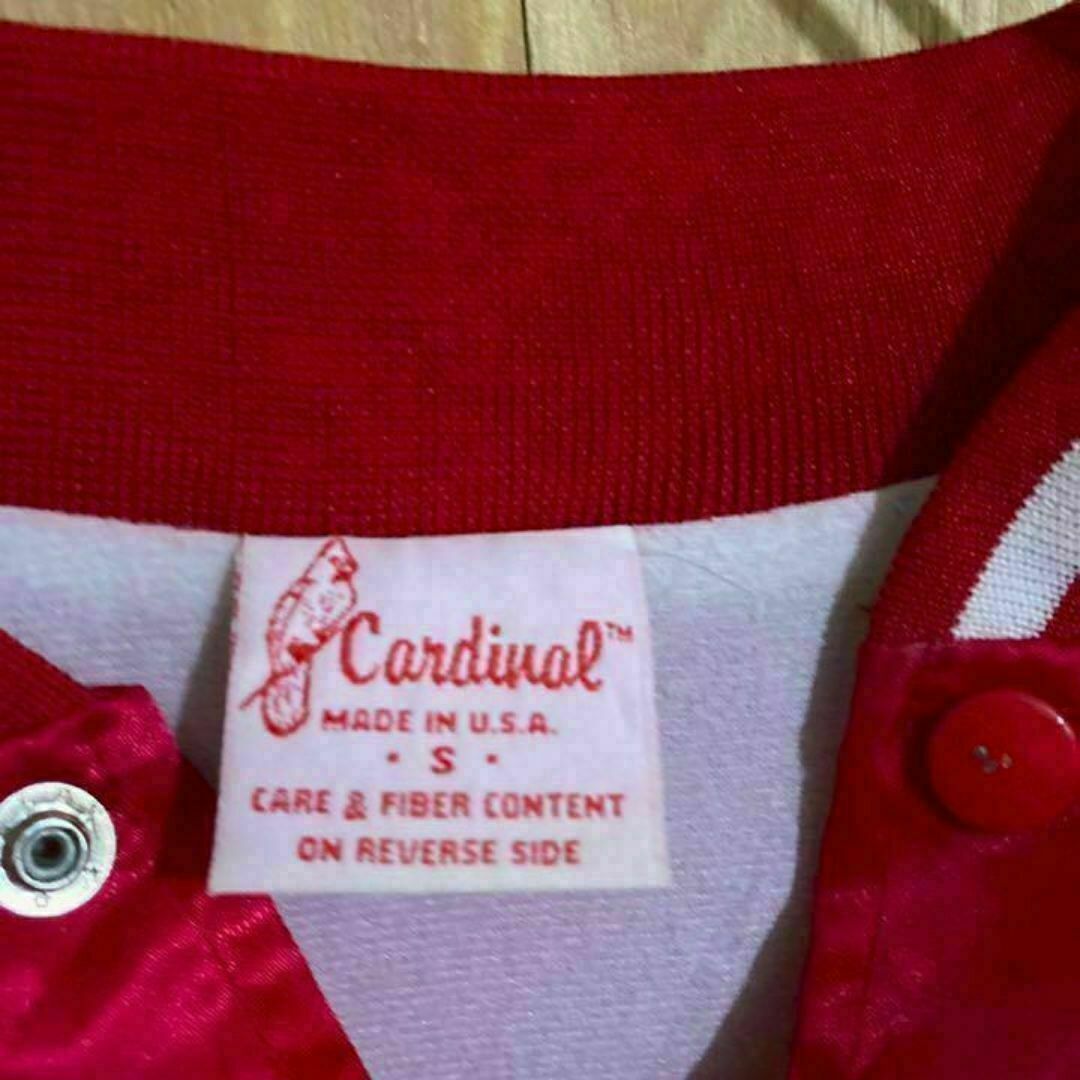 Cardinal™
MADE IN U.S.A.
· S ·
CARE & FIBER CONTENT
ON REVERSE SIDE